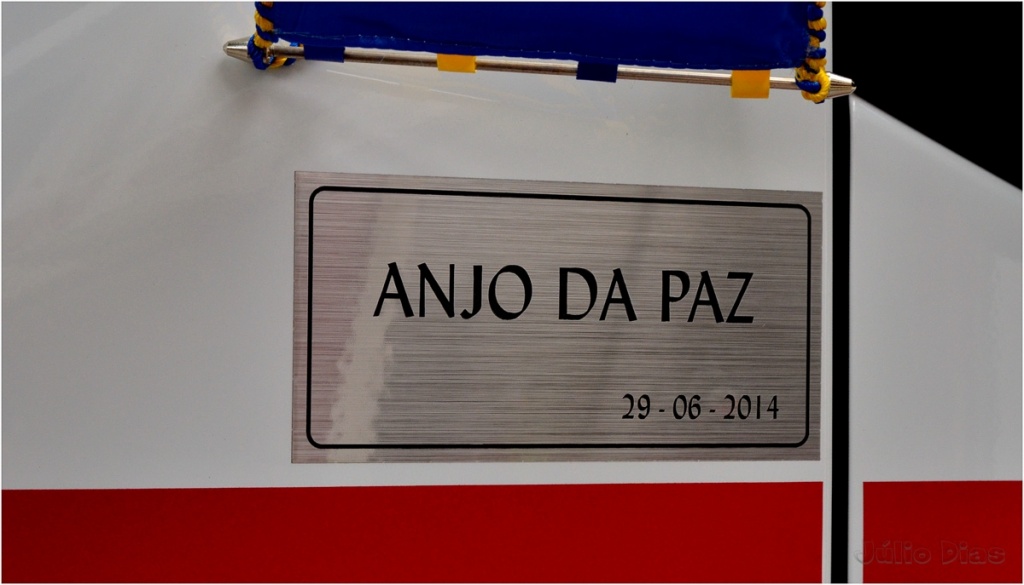 ANJO DA PAZ
29 - 06 - 2014
Júlio Dias